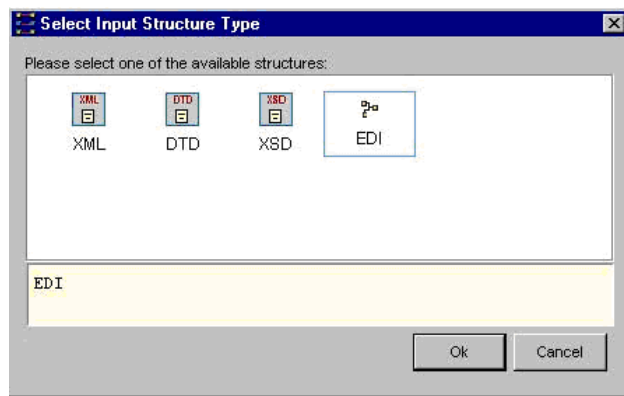 Select Input Structure Type
Please select one of the available structures:
XML DTD XSD
XML DTD XSD EDI
EDI
Ok Cancel